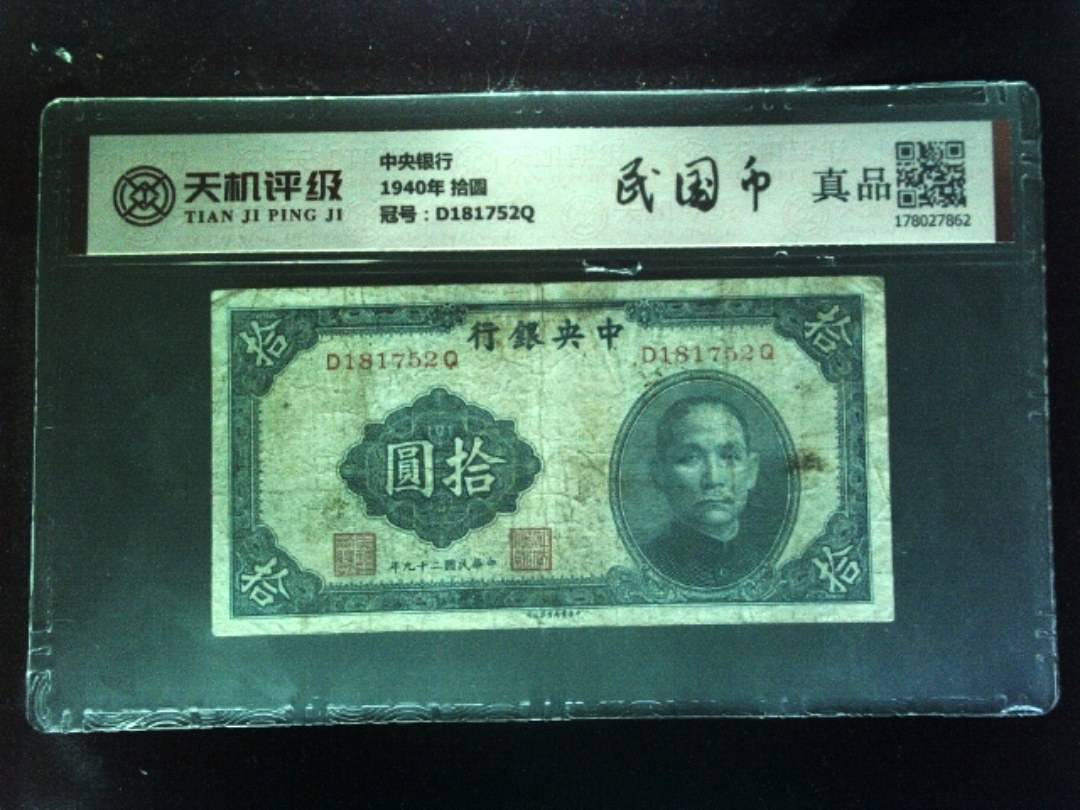 天机评级
TIAN JI PING JI
中央银行
1940年 拾圆
冠号：D181752Q
民国币
真品
178027862
拾
行銀央中
拾
D181752Q
D181752Q
圓拾
年九十二國民華中
拾
拾